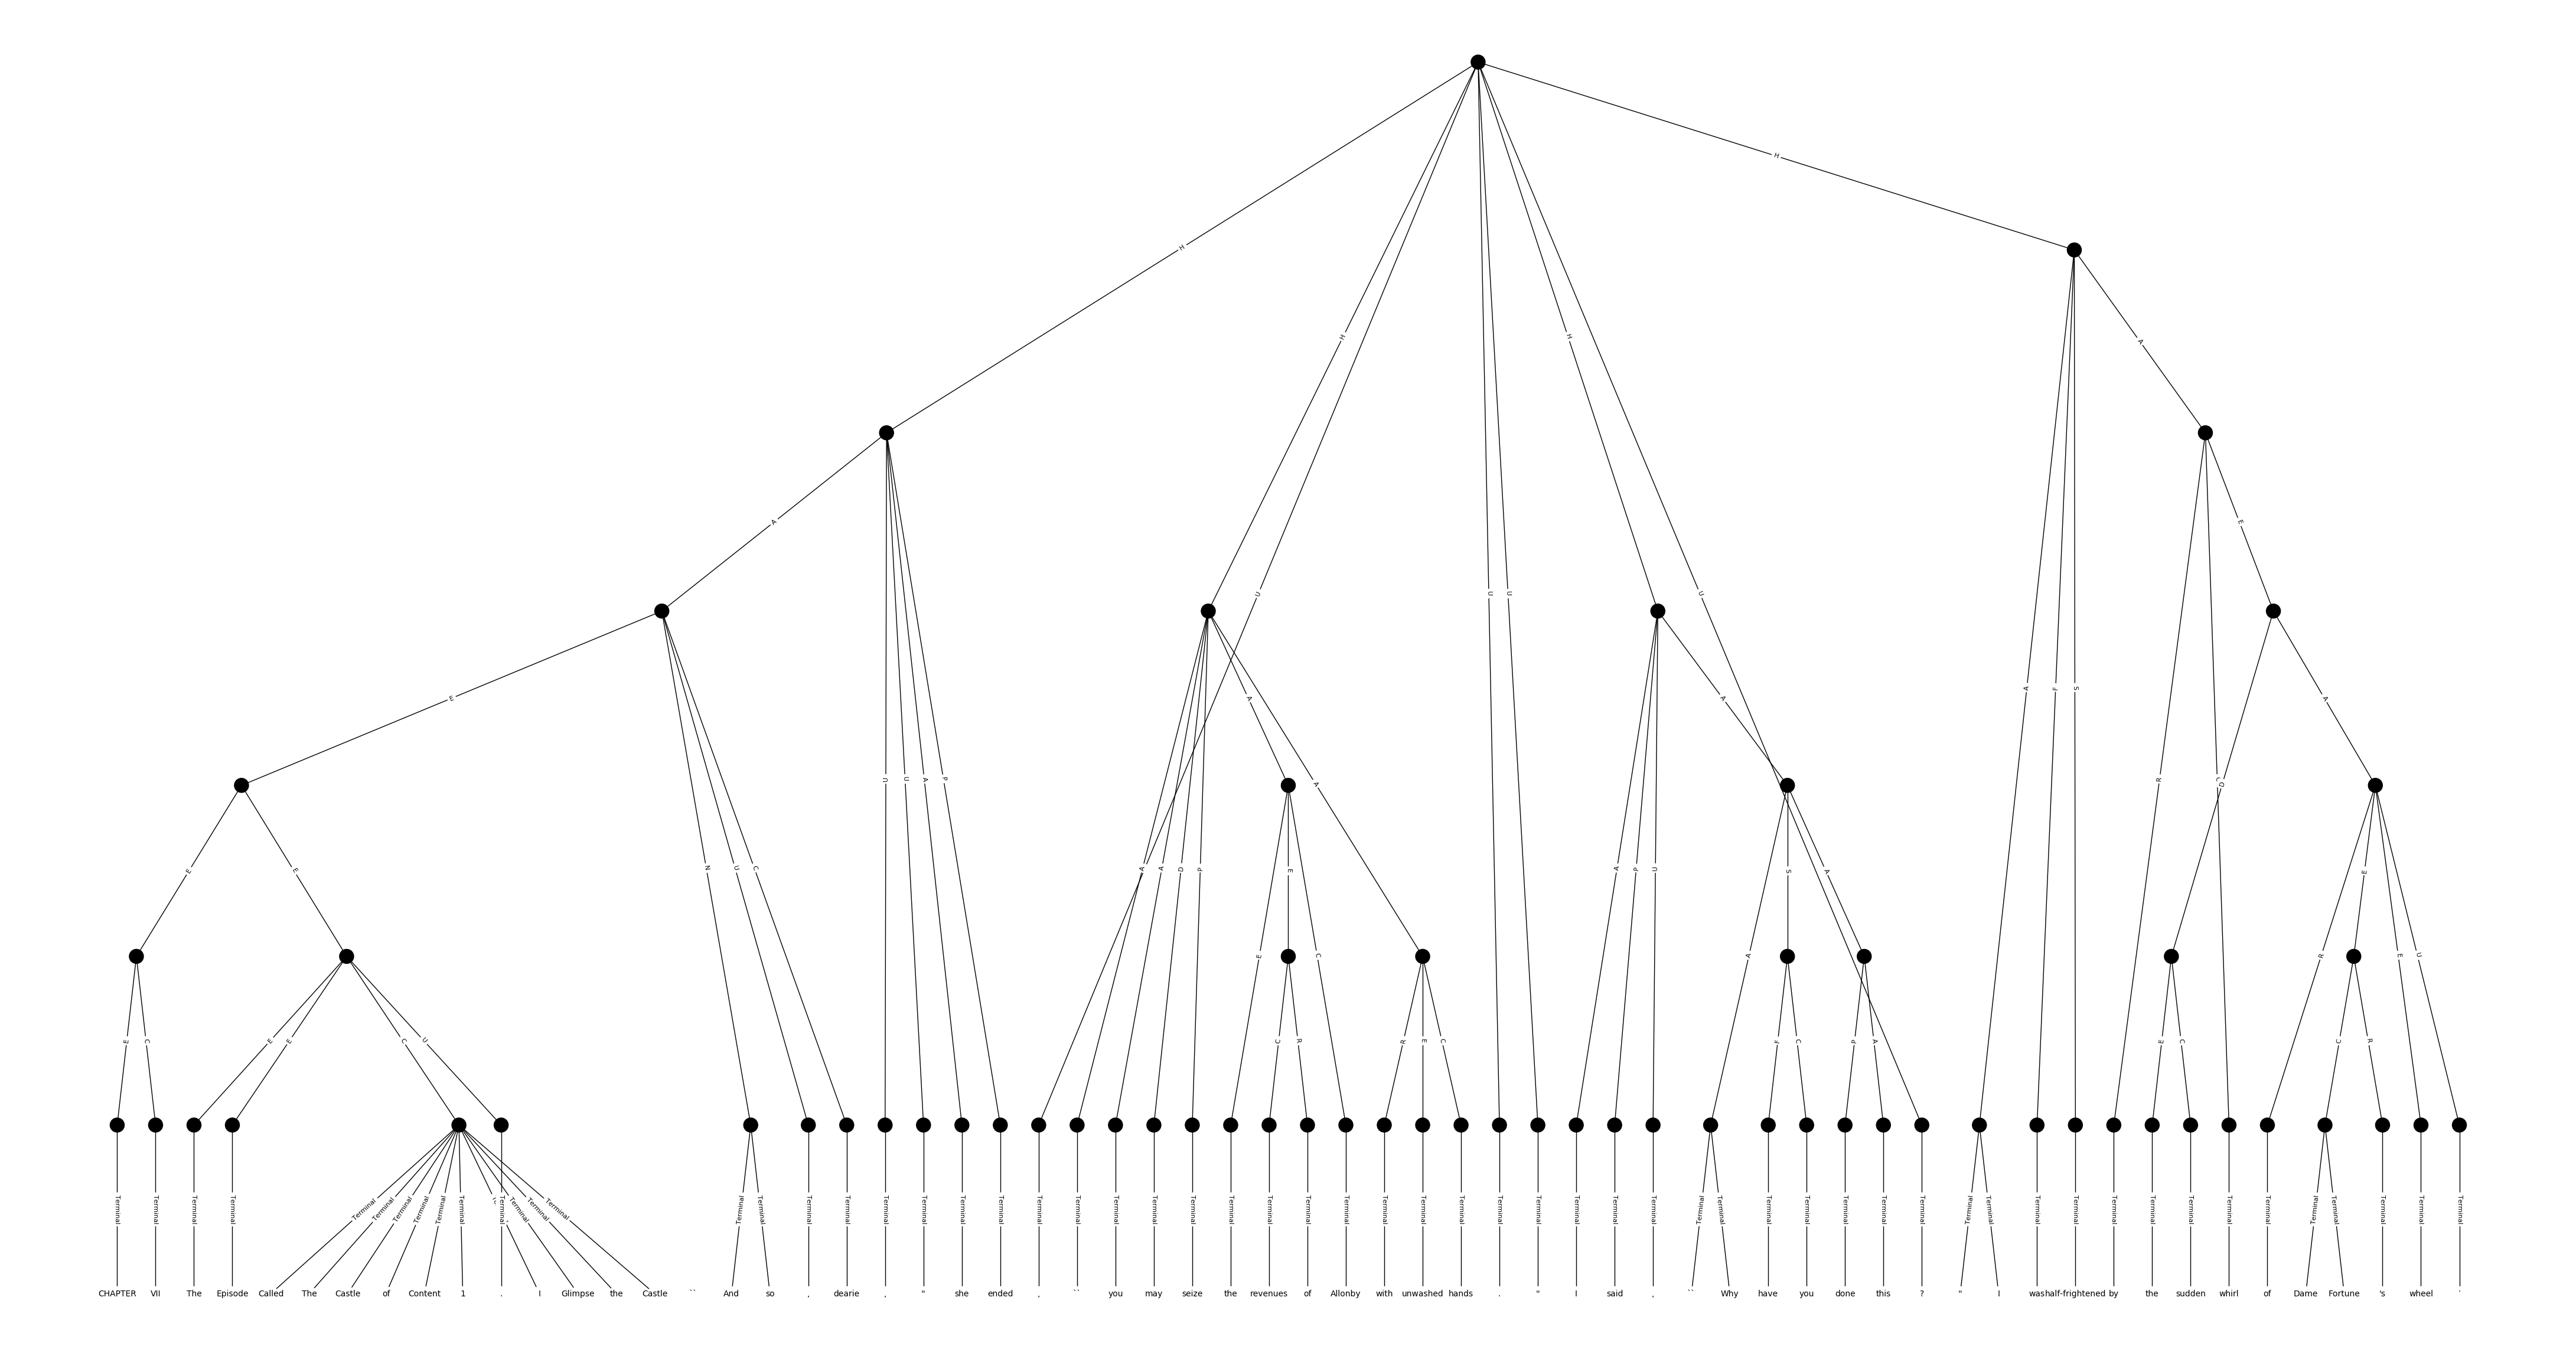 H
H
H
A
H
H
A
E
U
U
U
U
E
A
A
A
A
F
S
A
U
U
A
P
R
C
D
E
E
N
U
C
A
A
D
P
E
A
P
U
S
A
E
E
C
A
R
E
E
U
E
C
E
E
C
U
C
R
R
E
C
F
C
P
A
E
C
C
R
Terminal Terminal Terminal Terminal Terminal Terminal Terminal Terminal Terminal Terminal Terminal Terminal Terminal Terminal Terminal Terminal Terminal Terminal Terminal Terminal Terminal Terminal Terminal Terminal Terminal Terminal Terminal Terminal Terminal Terminal Terminal Terminal Terminal Terminal Terminal Terminal Terminal Terminal Terminal Terminal Terminal Terminal Terminal Terminal Terminal Terminal Terminal Terminal Terminal Terminal Terminal Terminal Terminal Terminal Terminal Terminal Terminal Terminal Terminal Terminal
CHAPTER VII The Episode Called The Castle of Content 1 . I Glimpse the Castle `` And so , dearie , " she ended , `` you may seize the revenues of Allonby with unwashed hands . " I said , `` Why have you done this ? " I was half-frightened by the sudden whirl of Dame Fortune 's wheel .